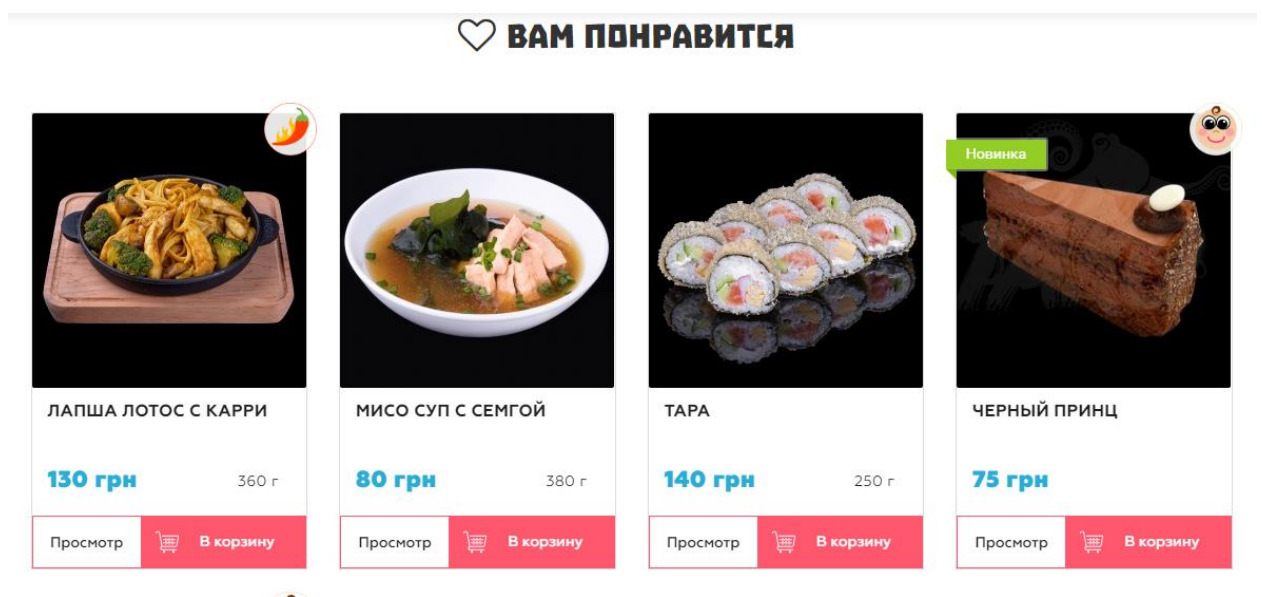 ВАМ ПОНРАВИТСЯ
Новинка
ЛАПША ЛОТОС С КАРРИ
130 грн 360 г
Просмотр В корзину
МИСО СУП С СЕМГОЙ
80 грн 380 г
Просмотр В корзину
ТАРА
140 грн 250 г
Просмотр В корзину
ЧЕРНЫЙ ПРИНЦ
75 грн
Просмотр В корзину